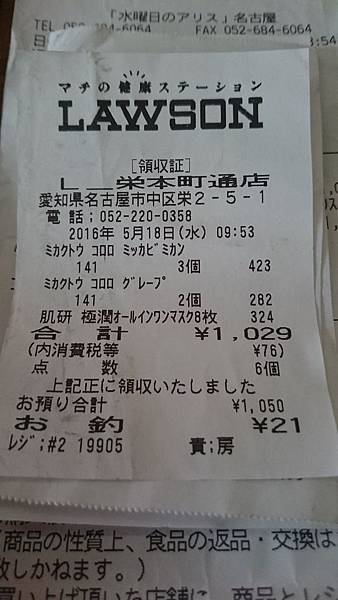 「水曜日のアリス」名古屋
TEL 052-684-6064 FAX 052-684-6064
マチの健康ステーション
LAWSON
[領収証]
L 栄本町通店
愛知県名古屋市中区栄2-5-1
電話:052-220-0358
2016年 5月18日(水) 09:53
ミカクトウ コロロ ミッカビミカン
141 3個 423
ミカクトウ コロロ グレープ
141 2個 282
肌研 極潤オールインワンマスク8枚 324
合計 ¥1,029
(内消費税等 ¥76)
点数 6個
上記正に領収いたしました
お預り合計 ¥1,050
お釣 ¥21
レジ;#2 19905 責;房
(商品の性質上、食品の返品・交換は
致しかねます。)